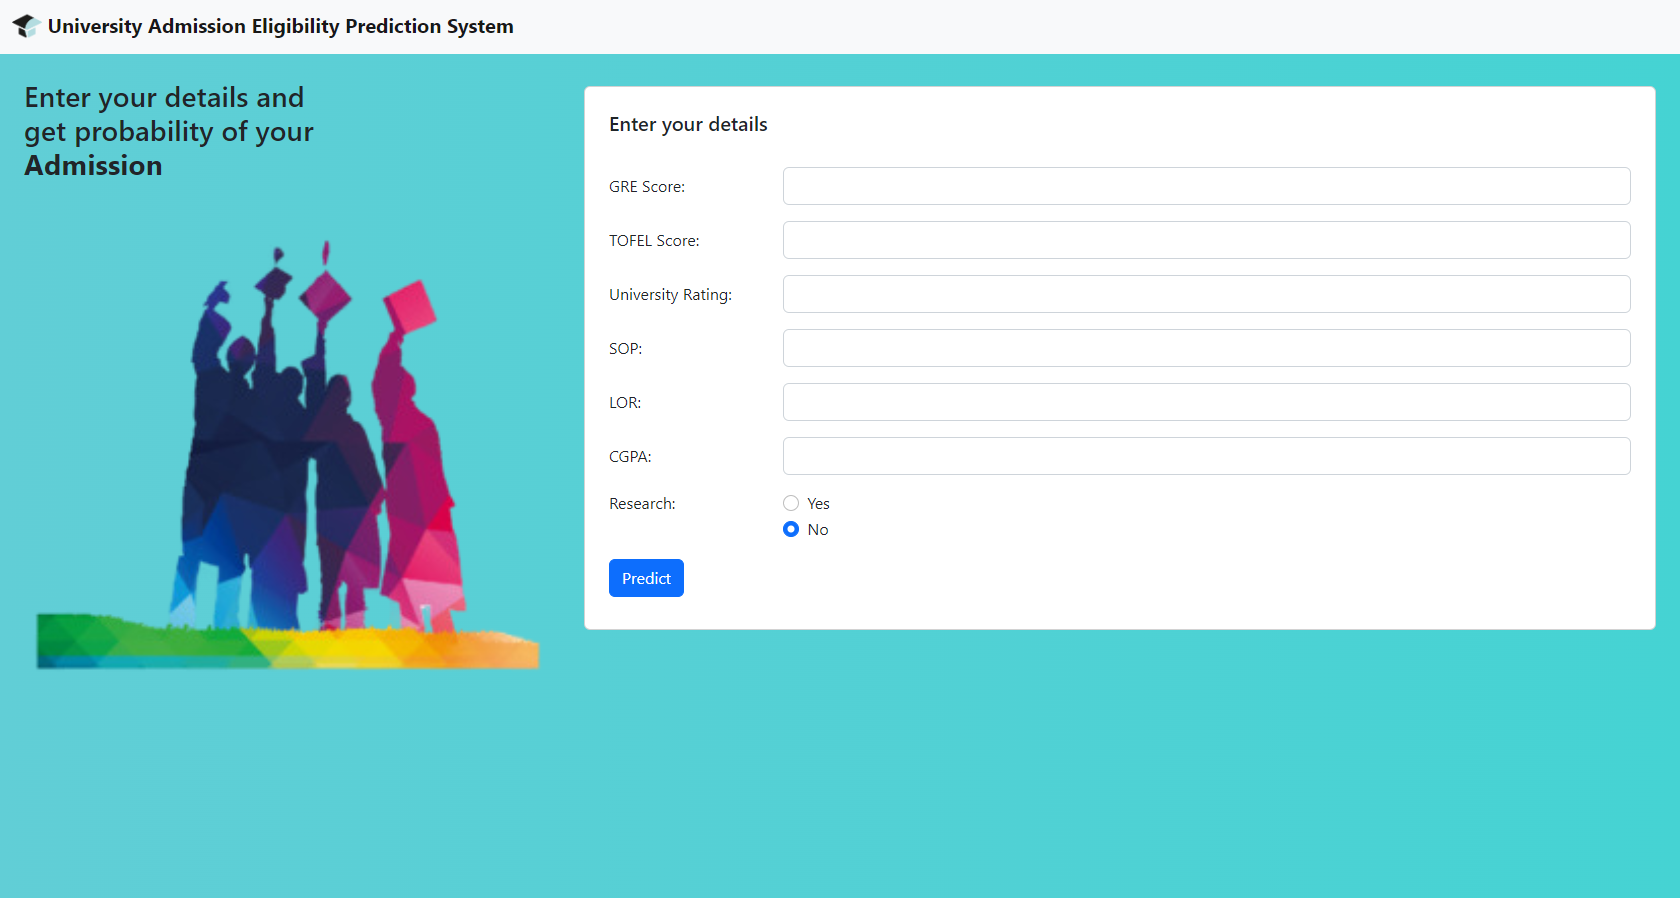 University Admission Eligibility Prediction System
Enter your details and
get probability of your
Admission
Enter your details
GRE Score:
TOFEL Score:
University Rating:
SOP:
LOR:
CGPA:
Research:
Yes
No
Predict